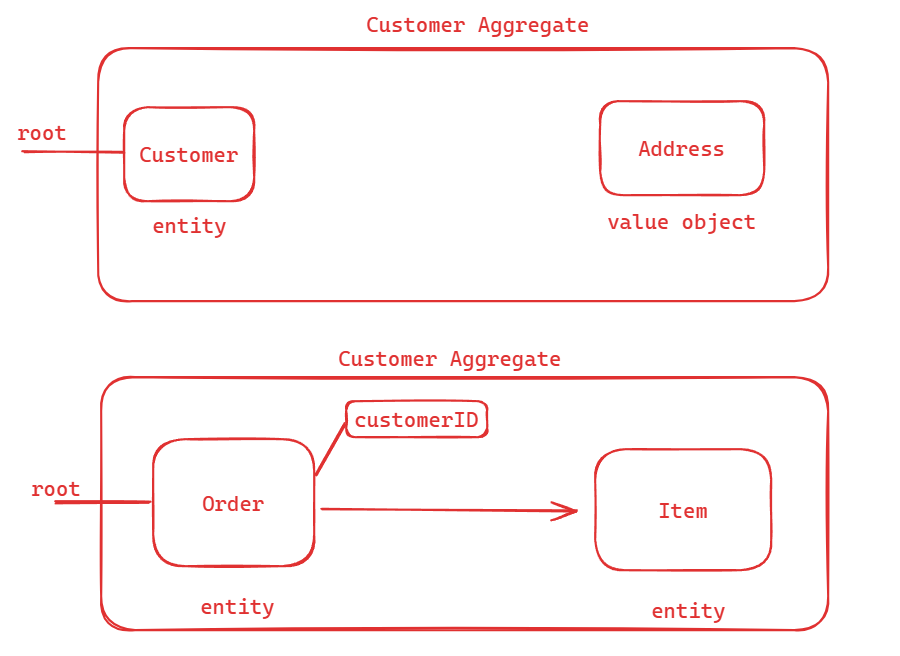 Customer Aggregate
root
Customer
Address
entity
value object
Customer Aggregate
customerID
root
Order
Item
entity
entity